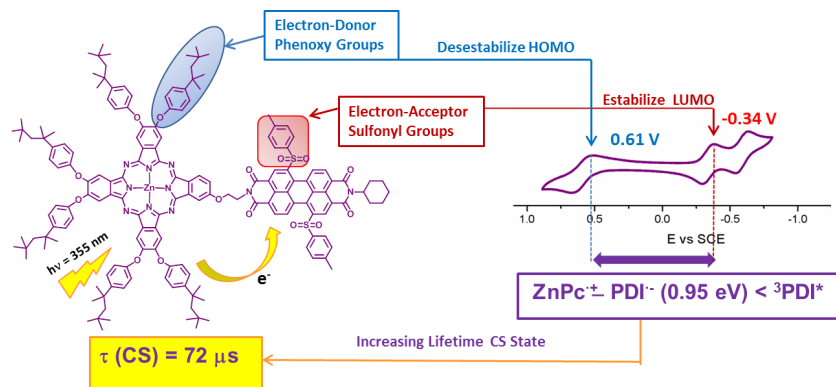 Electron-Donor
Phenoxy Groups
Desestabilize HOMO
Electron-Acceptor
Sulfonyl Groups
Estabilize LUMO
-0.34 V
0.61 V
O
O
O
O
O
O
O
O
N
N
N
N
N
N
N
N
Zn
O=S=O
O
O
N
N
O
O
O=S=O
1.0 0.5 0.0 -0.5 -1.0
E vs SCE
hν = 355 nm
e-
ZnPc·+– PDI·- (0.95 eV) < ³PDI*
Increasing Lifetime CS State
τ (CS) = 72 μs